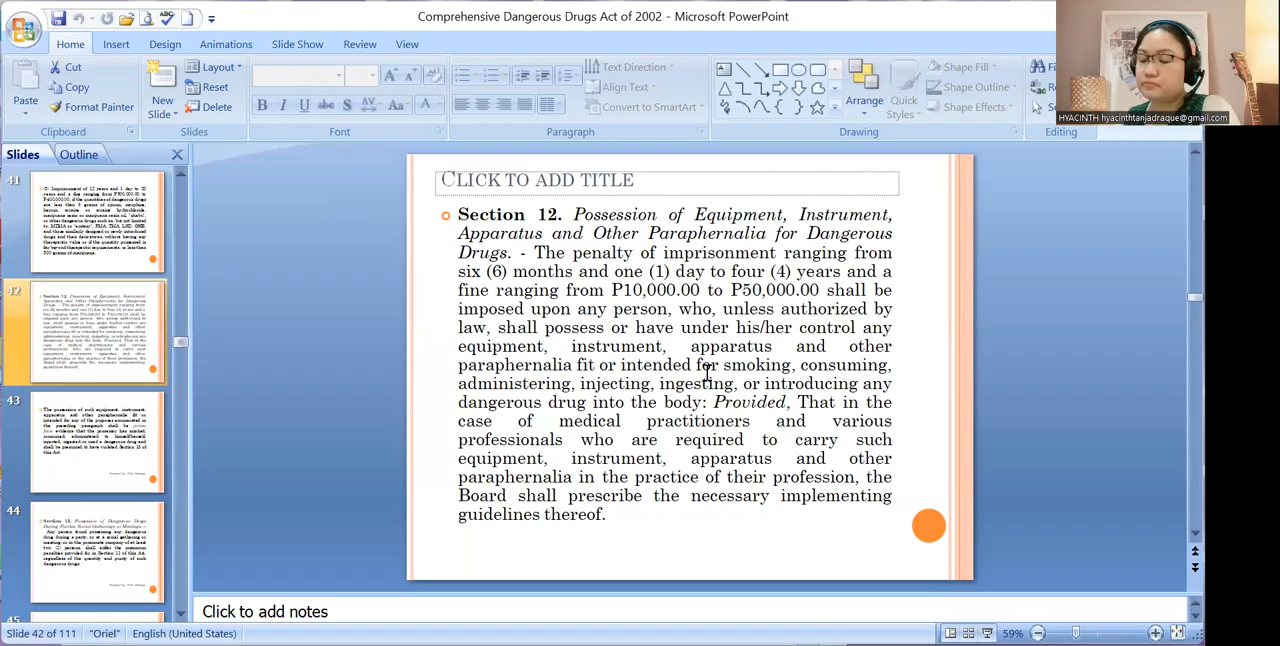 Comprehensive Dangerous Drugs Act of 2002 - Microsoft PowerPoint
Home Insert Design Animations Slide Show Review View
Cut
Copy
Format Painter
Paste
Clipboard
New
Slide
Layout
Reset
Delete
Slides
Font
Text Direction
Align Text
Convert to SmartArt
Paragraph
Arrange
Quick
Styles
Shape Fill
Shape Outline
Shape Effects
Drawing
Editing
HYACINTH hyacinthtanjadraque@gmail.com
Slides Outline
41
42
43
44
45
CLICK TO ADD TITLE
Section 12. Possession of Equipment, Instrument,
Apparatus and Other Paraphernalia for Dangerous
Drugs. - The penalty of imprisonment ranging from
six (6) months and one (1) day to four (4) years and a
fine ranging from P10,000.00 to P50,000.00 shall be
imposed upon any person, who, unless authorized by
law, shall possess or have under his/her control any
equipment, instrument, apparatus and other
paraphernalia fit or intended for smoking, consuming,
administering, injecting, ingesting, or introducing any
dangerous drug into the body: Provided, That in the
case of medical practitioners and various
professionals who are required to carry such
equipment, instrument, apparatus and other
paraphernalia in the practice of their profession, the
Board shall prescribe the necessary implementing
guidelines thereof.
Click to add notes
Slide 42 of 111 "Oriel" English (United States) 59%